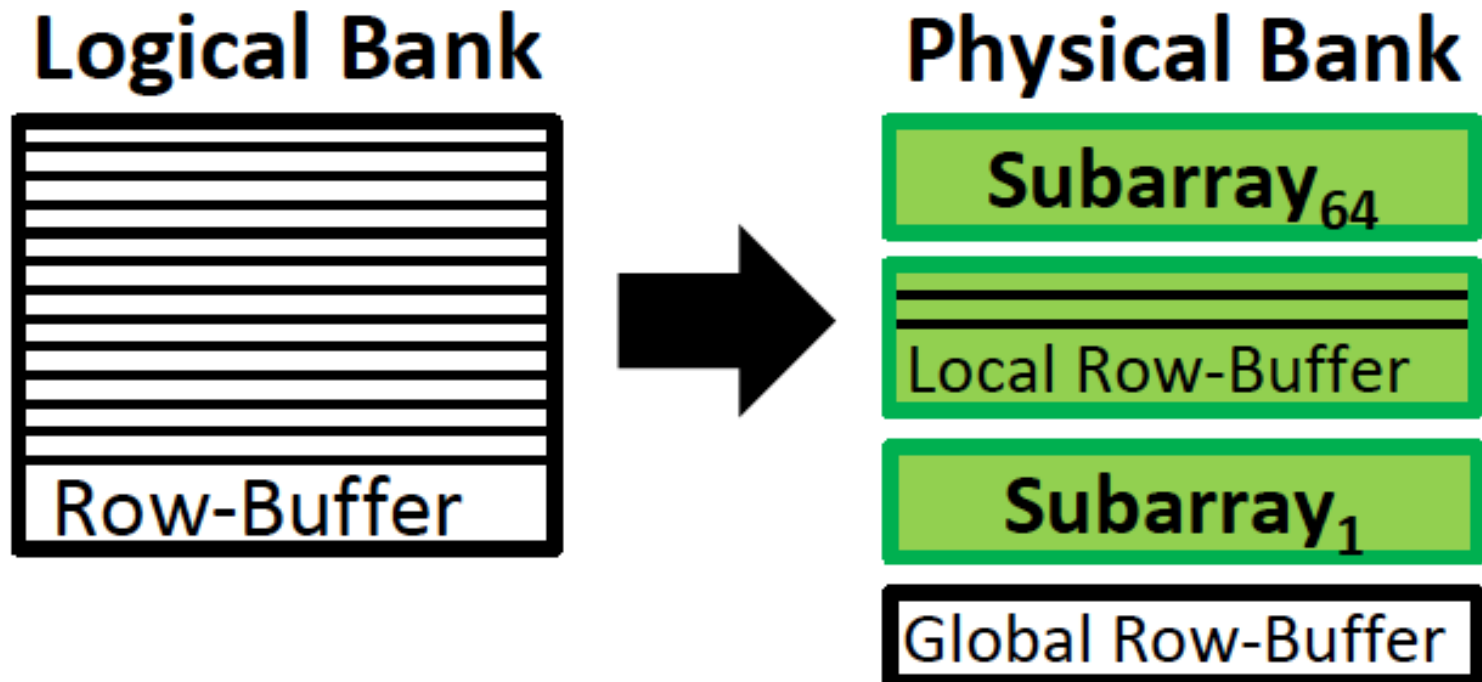 Logical Bank
Row-Buffer
Physical Bank
Subarray64
Local Row-Buffer
Subarray1
Global Row-Buffer